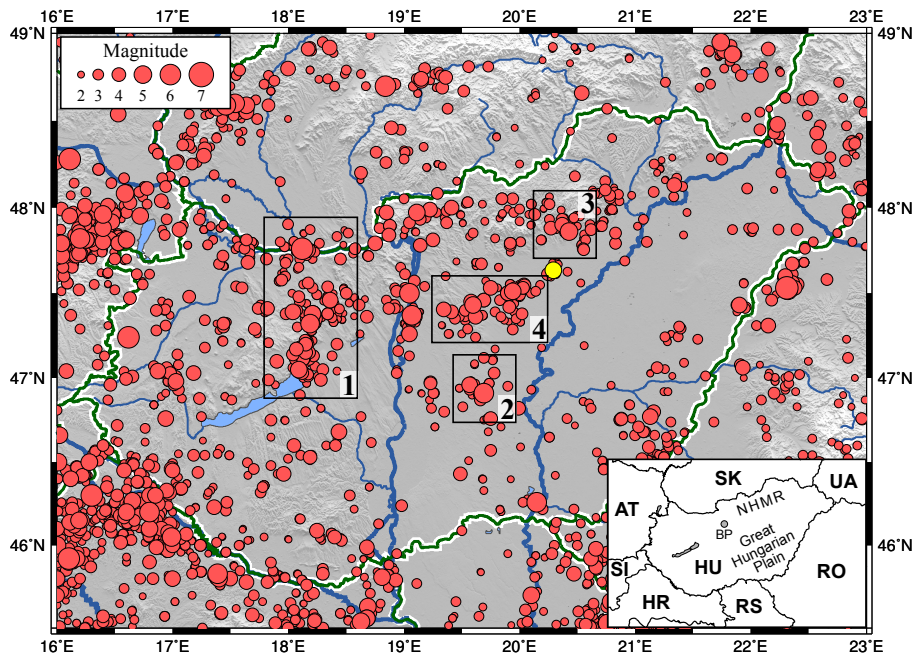 16°E 17°E 18°E 19°E 20°E 21°E 22°E 23°E
49°N 49°N
Magnitude
2 3 4 5 6 7
48°N 48°N
3
4
47°N 47°N
1
2
SK
UA
AT
NHMR
BP
Great
Hungarian
Plain
46°N 46°N
SI
HU
RO
HR
RS
16°E 17°E 18°E 19°E 20°E 21°E 22°E 23°E